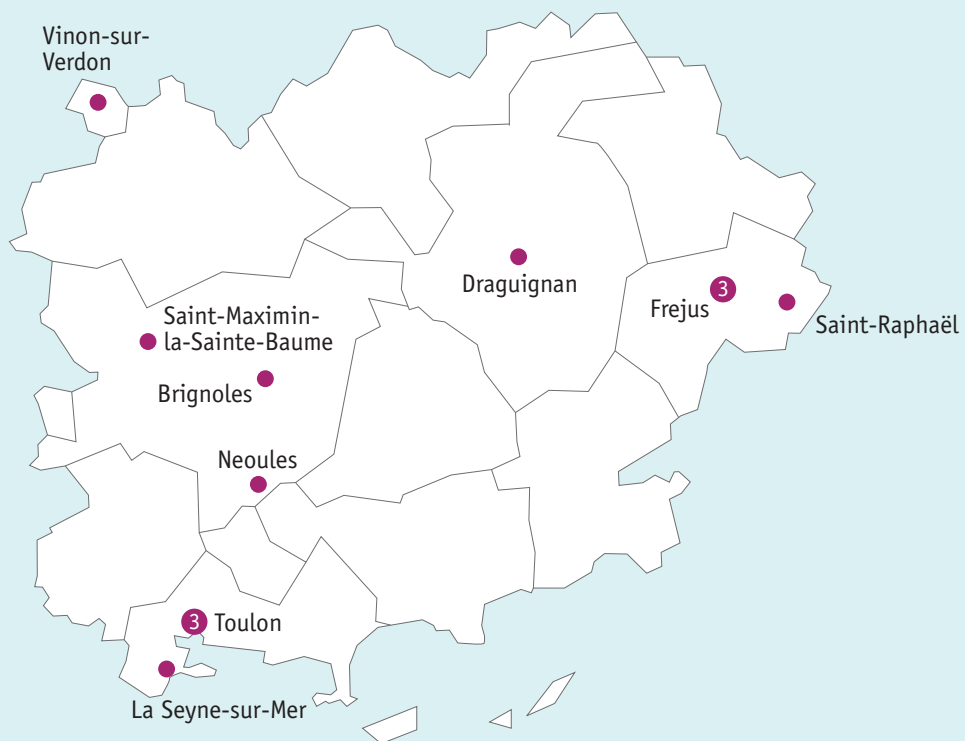 Vinon-sur-
Verdon
Draguignan
3
Frejus
Saint-Raphaël
Saint-Maximin-
la-Sainte-Baume
Brignoles
Neoules
3 Toulon
La Seyne-sur-Mer